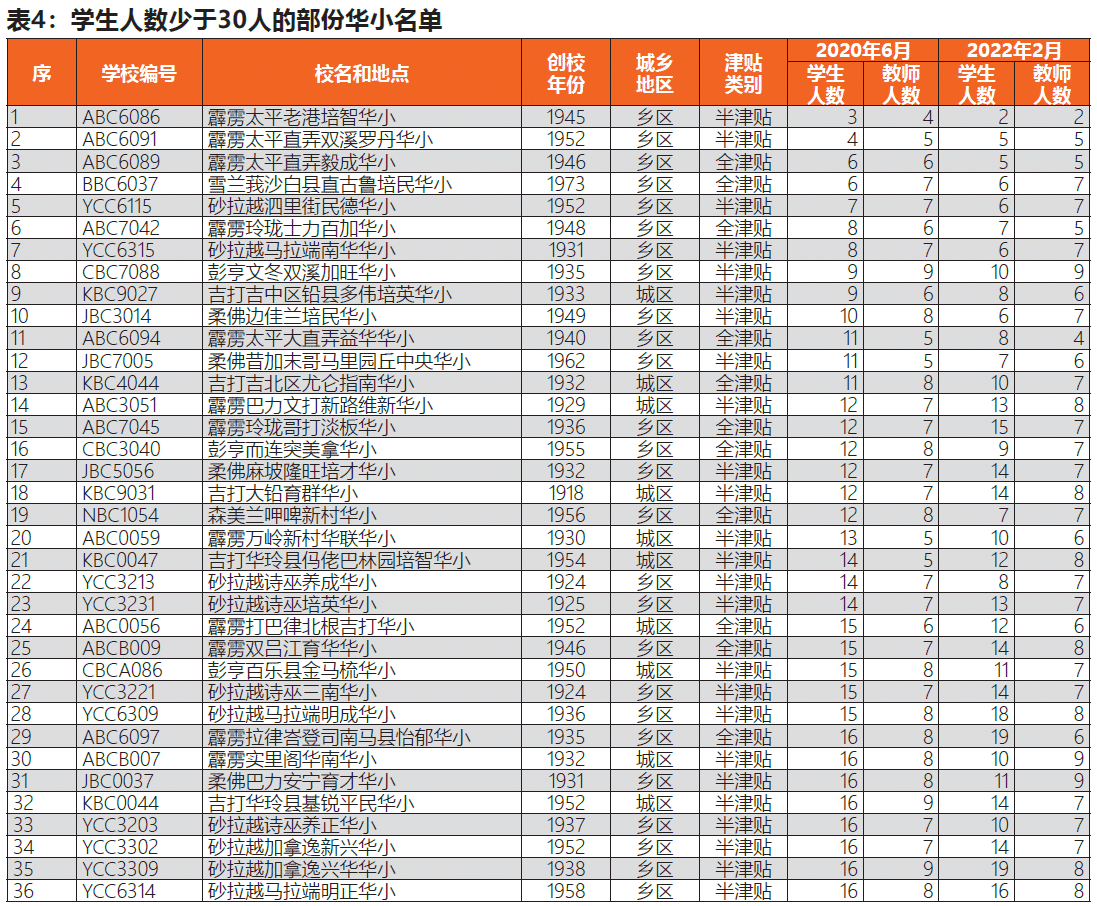 表4：学生人数少于30人的部份华小名单
序 学校编号 校名和地点 创校年份 城乡地区 津贴类别 2020年6月 2022年2月
学生人数 教师人数 学生人数 教师人数
1 ABC6086 霹雳太平老港培智华小 1945 乡区 半津贴 3 4 2 2
2 ABC6091 霹雳太平直弄双溪罗丹华小 1952 乡区 半津贴 4 5 5 5
3 ABC6089 霹雳太平直弄毅成华小 1946 乡区 全津贴 6 6 5 5
4 BBC6037 雪兰莪沙白县直古鲁培民华小 1973 乡区 全津贴 6 7 6 7
5 YCC6115 砂拉越泗里街民德华小 1952 乡区 半津贴 7 7 6 7
6 ABC7042 霹雳玲珑士力百加华小 1948 乡区 全津贴 8 6 7 5
7 YCC6315 砂拉越马拉端南华华小 1931 乡区 半津贴 8 7 6 7
8 CBC7088 彭亨文冬双溪加旺华小 1935 乡区 半津贴 9 9 10 9
9 KBC9027 吉打吉中区铅县多伟培英华小 1933 城区 半津贴 9 6 8 6
10 JBC3014 柔佛边佳兰培民华小 1949 乡区 半津贴 10 8 6 7
11 ABC6094 霹雳太平大直弄益华华小 1940 乡区 全津贴 11 5 8 4
12 JBC7005 柔佛昔加末哥马里园丘中央华小 1962 乡区 半津贴 11 5 7 6
13 KBC4044 吉打吉北区尤仑指南华小 1932 城区 全津贴 11 8 10 7
14 ABC3051 霹雳巴力文打新路维新华小 1929 城区 半津贴 12 7 13 8
15 ABC7045 霹雳玲珑哥打淡板华小 1936 乡区 全津贴 12 7 15 7
16 CBC3040 彭亨而连突美拿华小 1955 乡区 全津贴 12 8 9 7
17 JBC5056 柔佛麻坡隆旺培才华小 1932 乡区 半津贴 12 7 14 7
18 KBC9031 吉打大铅育群华小 1918 城区 半津贴 12 7 14 8
19 NBC1054 森美兰呷啤新村华小 1956 乡区 全津贴 12 8 7 7
20 ABC0059 霹雳万岭新村华联华小 1930 城区 半津贴 13 5 10 6
21 KBC0047 吉打华玲县㐷佬巴林园培智华小 1954 城区 半津贴 14 5 12 8
22 YCC3213 砂拉越诗巫养成华小 1924 乡区 半津贴 14 7 8 7
23 YCC3231 砂拉越诗巫培英华小 1925 乡区 半津贴 14 7 13 7
24 ABC0056 霹雳打巴律北根吉打华小 1952 城区 全津贴 15 6 12 6
25 ABCB009 霹雳双吕江育华华小 1946 乡区 全津贴 15 7 14 8
26 CBCA086 彭亨百乐县金马梳华小 1950 城区 半津贴 15 8 11 7
27 YCC3221 砂拉越诗巫三南华小 1924 乡区 半津贴 15 7 14 7
28 YCC6309 砂拉越马拉端明成华小 1936 乡区 半津贴 15 8 18 8
29 ABC6097 霹雳拉律峇登司南马县怡郁华小 1935 乡区 全津贴 16 8 19 6
30 ABCB007 霹雳实里阁华南华小 1932 城区 半津贴 16 8 10 9
31 JBC0037 柔佛巴力安宁育才华小 1931 乡区 半津贴 16 8 11 9
32 KBC0044 吉打华玲县基锐平民华小 1952 城区 半津贴 16 9 14 7
33 YCC3203 砂拉越诗巫养正华小 1937 乡区 半津贴 16 7 10 7
34 YCC3302 砂拉越加拿逸新兴华小 1952 乡区 半津贴 16 7 14 7
35 YCC3309 砂拉越加拿逸兴华华小 1938 乡区 半津贴 16 9 19 8
36 YCC6314 砂拉越马拉端明正华小 1958 乡区 半津贴 16 8 16 8